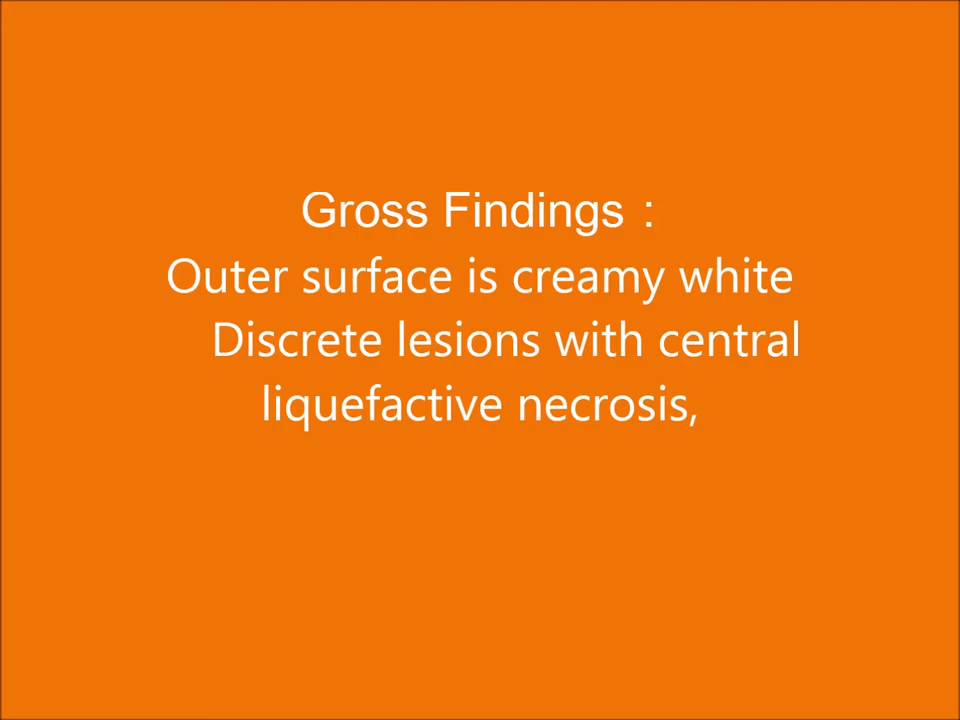 Gross Findings :
Outer surface is creamy white
Discrete lesions with central
liquefactive necrosis,